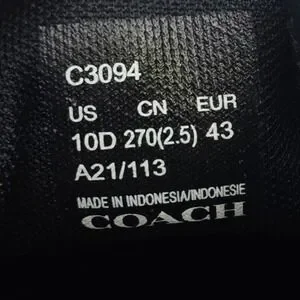 C3094
US CN EUR
10D 270(2.5) 43
A21/113
MADE IN INDONESIA/INDONESIE
COACH